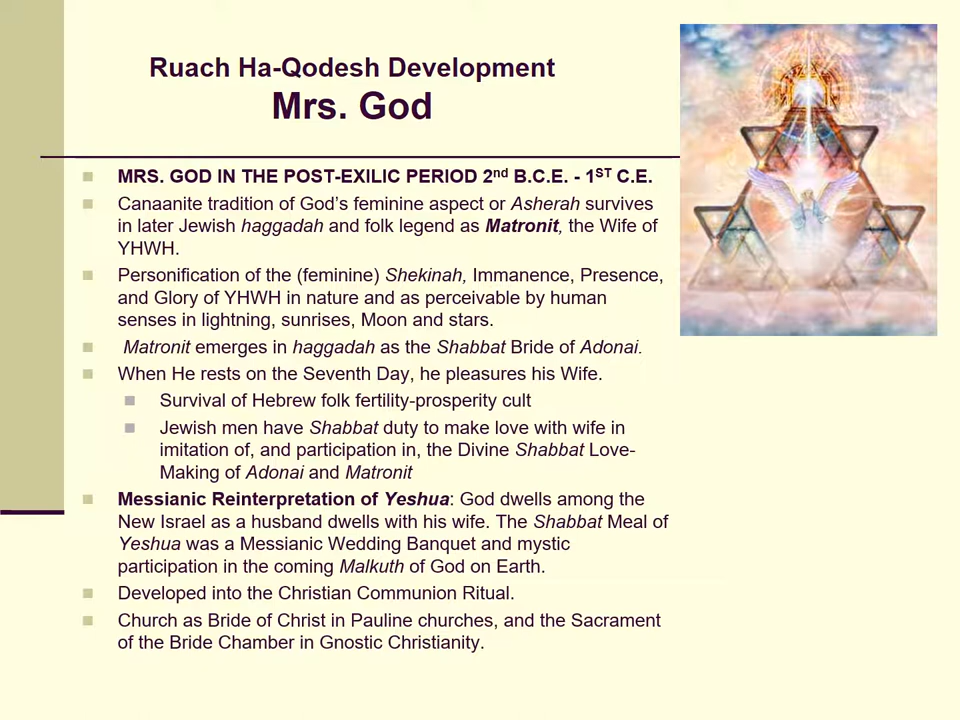 Ruach Ha-Qodesh Development
Mrs. God
MRS. GOD IN THE POST-EXILIC PERIOD 2nd B.C.E. - 1ST C.E.
Canaanite tradition of God’s feminine aspect or Asherah survives
in later Jewish haggadah and folk legend as Matronit, the Wife of
YHWH.
Personification of the (feminine) Shekinah, Immanence, Presence,
and Glory of YHWH in nature and as perceivable by human
senses in lightning, sunrises, Moon and stars.
Matronit emerges in haggadah as the Shabbat Bride of Adonai.
When He rests on the Seventh Day, he pleasures his Wife.
Survival of Hebrew folk fertility-prosperity cult
Jewish men have Shabbat duty to make love with wife in
imitation of, and participation in, the Divine Shabbat Love-
Making of Adonai and Matronit
Messianic Reinterpretation of Yeshua: God dwells among the
New Israel as a husband dwells with his wife. The Shabbat Meal of
Yeshua was a Messianic Wedding Banquet and mystic
participation in the coming Malkuth of God on Earth.
Developed into the Christian Communion Ritual.
Church as Bride of Christ in Pauline churches, and the Sacrament
of the Bride Chamber in Gnostic Christianity.